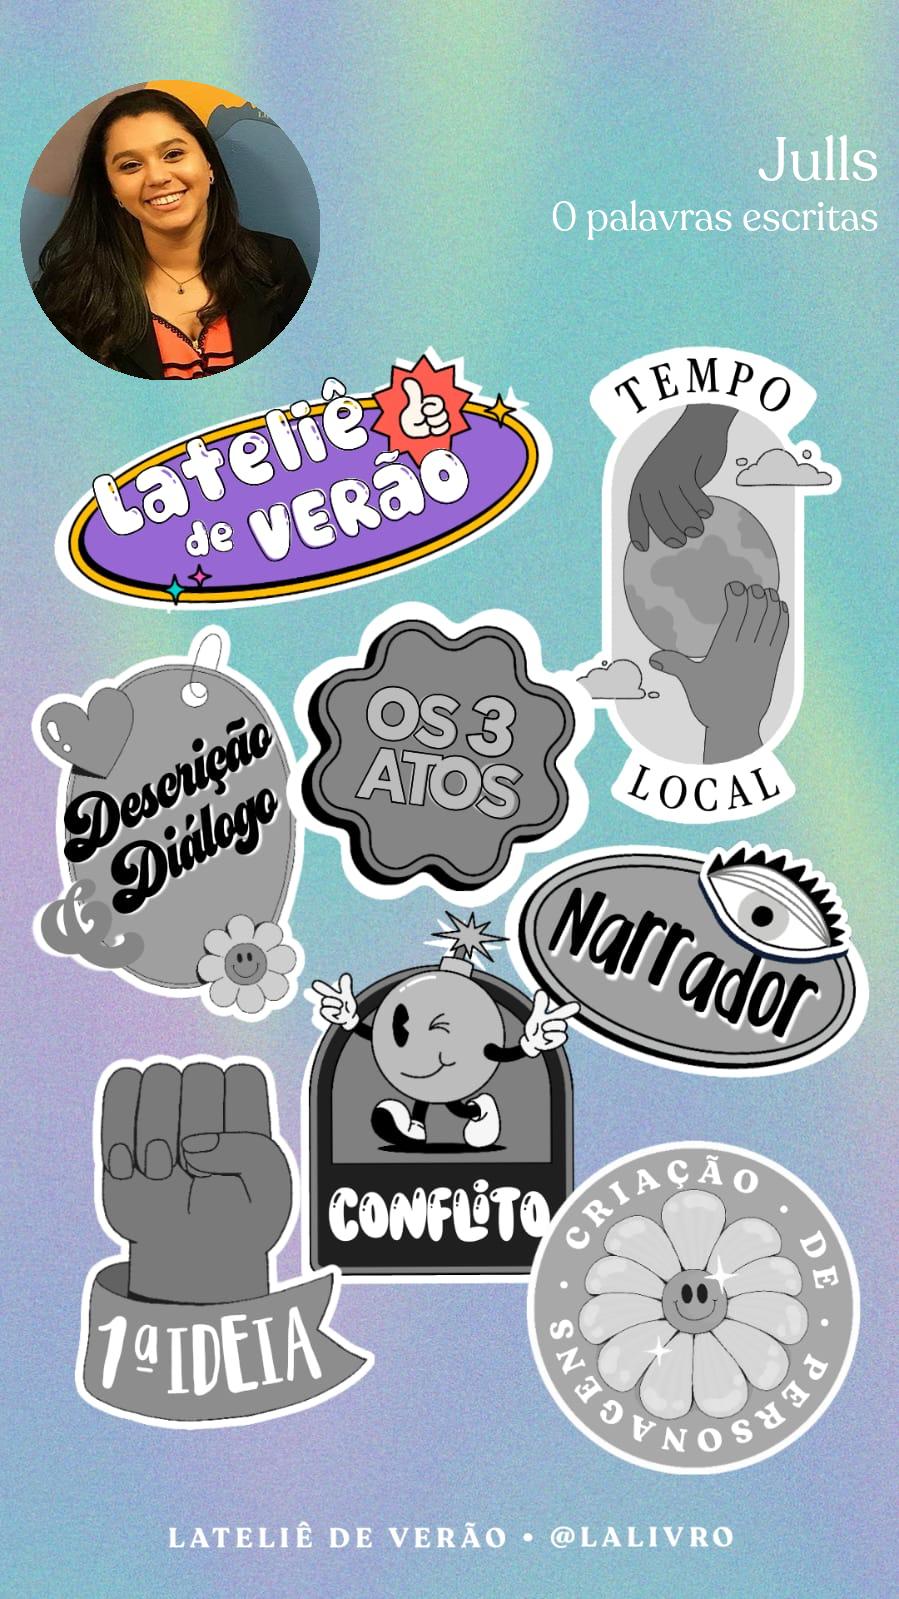 Julls
0 palavras escritas
Lateliê
de VERÃO
TEMPO
LOCAL
OS 3
ATOS
Descrição
&
Diálogo
Narrador
CONFLITO
1ª IDEIA
CRIAÇÃO · DE · PERSONAGENS ·
LATELIÊ DE VERÃO • @LALIVRO